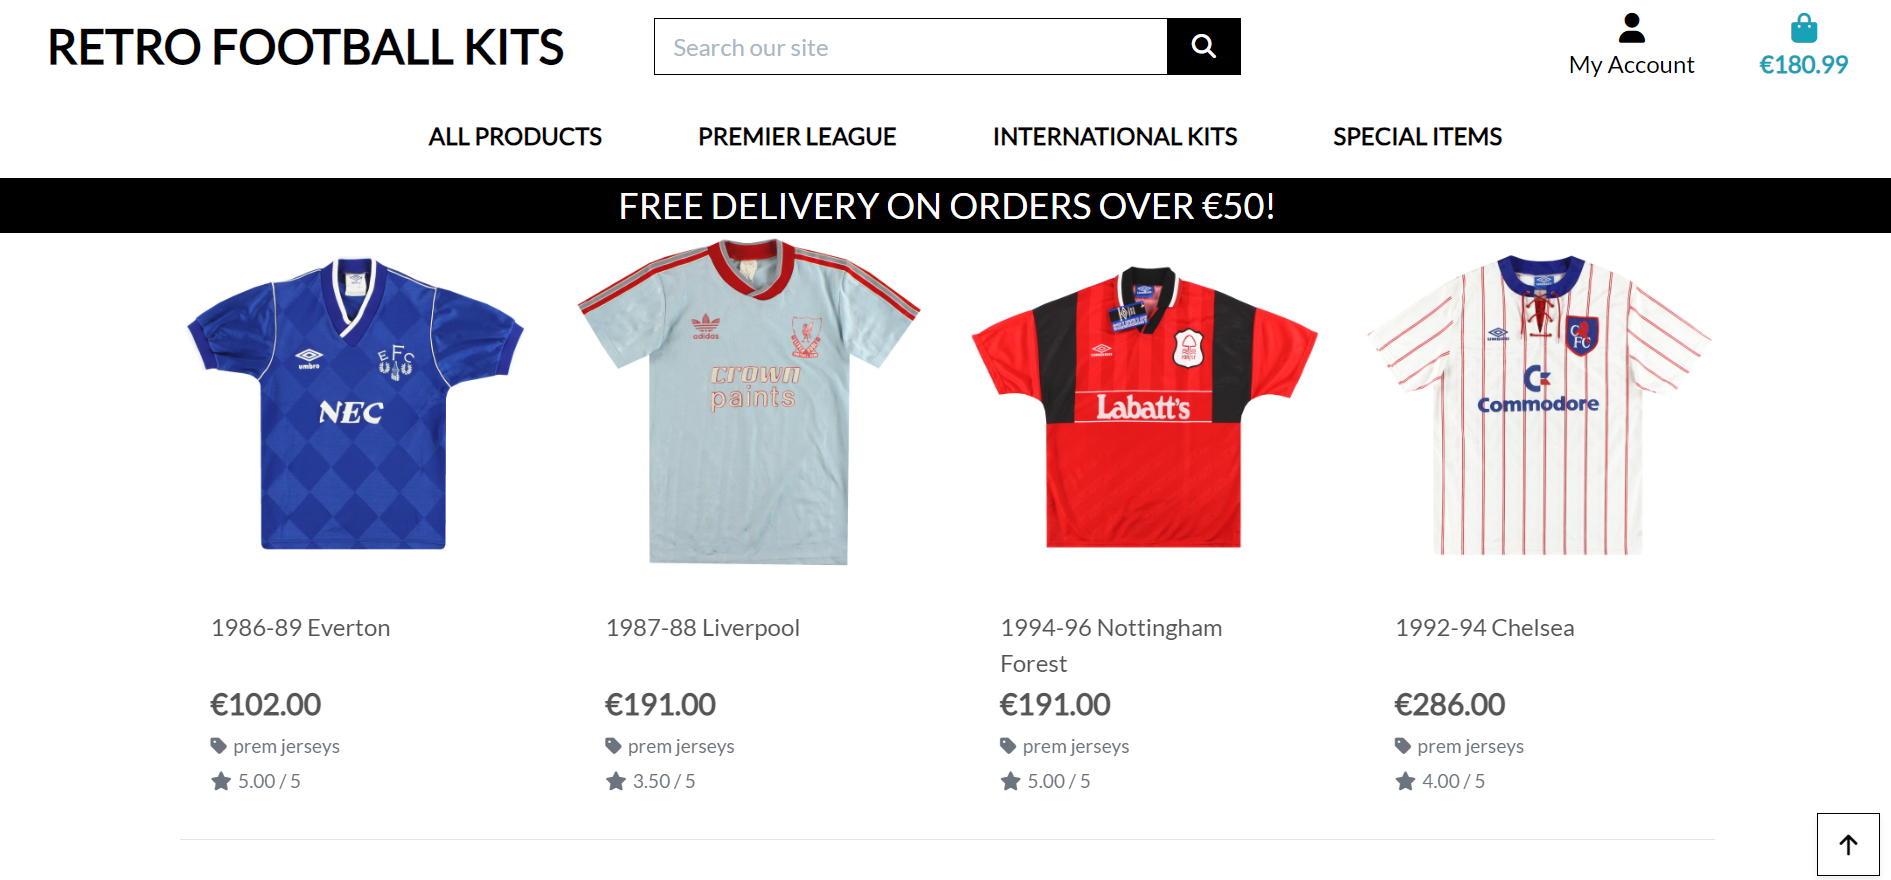 RETRO FOOTBALL KITS
Search our site
My Account
€180.99
ALL PRODUCTS
PREMIER LEAGUE
INTERNATIONAL KITS
SPECIAL ITEMS
FREE DELIVERY ON ORDERS OVER €50!
umbro
EFC
NEC
adidas
crown
paints
umbro
FOREST
Labatt's
UMBRO
CFC
Commodore
1986-89 Everton
€102.00
prem jerseys
5.00 / 5
1987-88 Liverpool
€191.00
prem jerseys
3.50 / 5
1994-96 Nottingham
Forest
€191.00
prem jerseys
5.00 / 5
1992-94 Chelsea
€286.00
prem jerseys
4.00 / 5